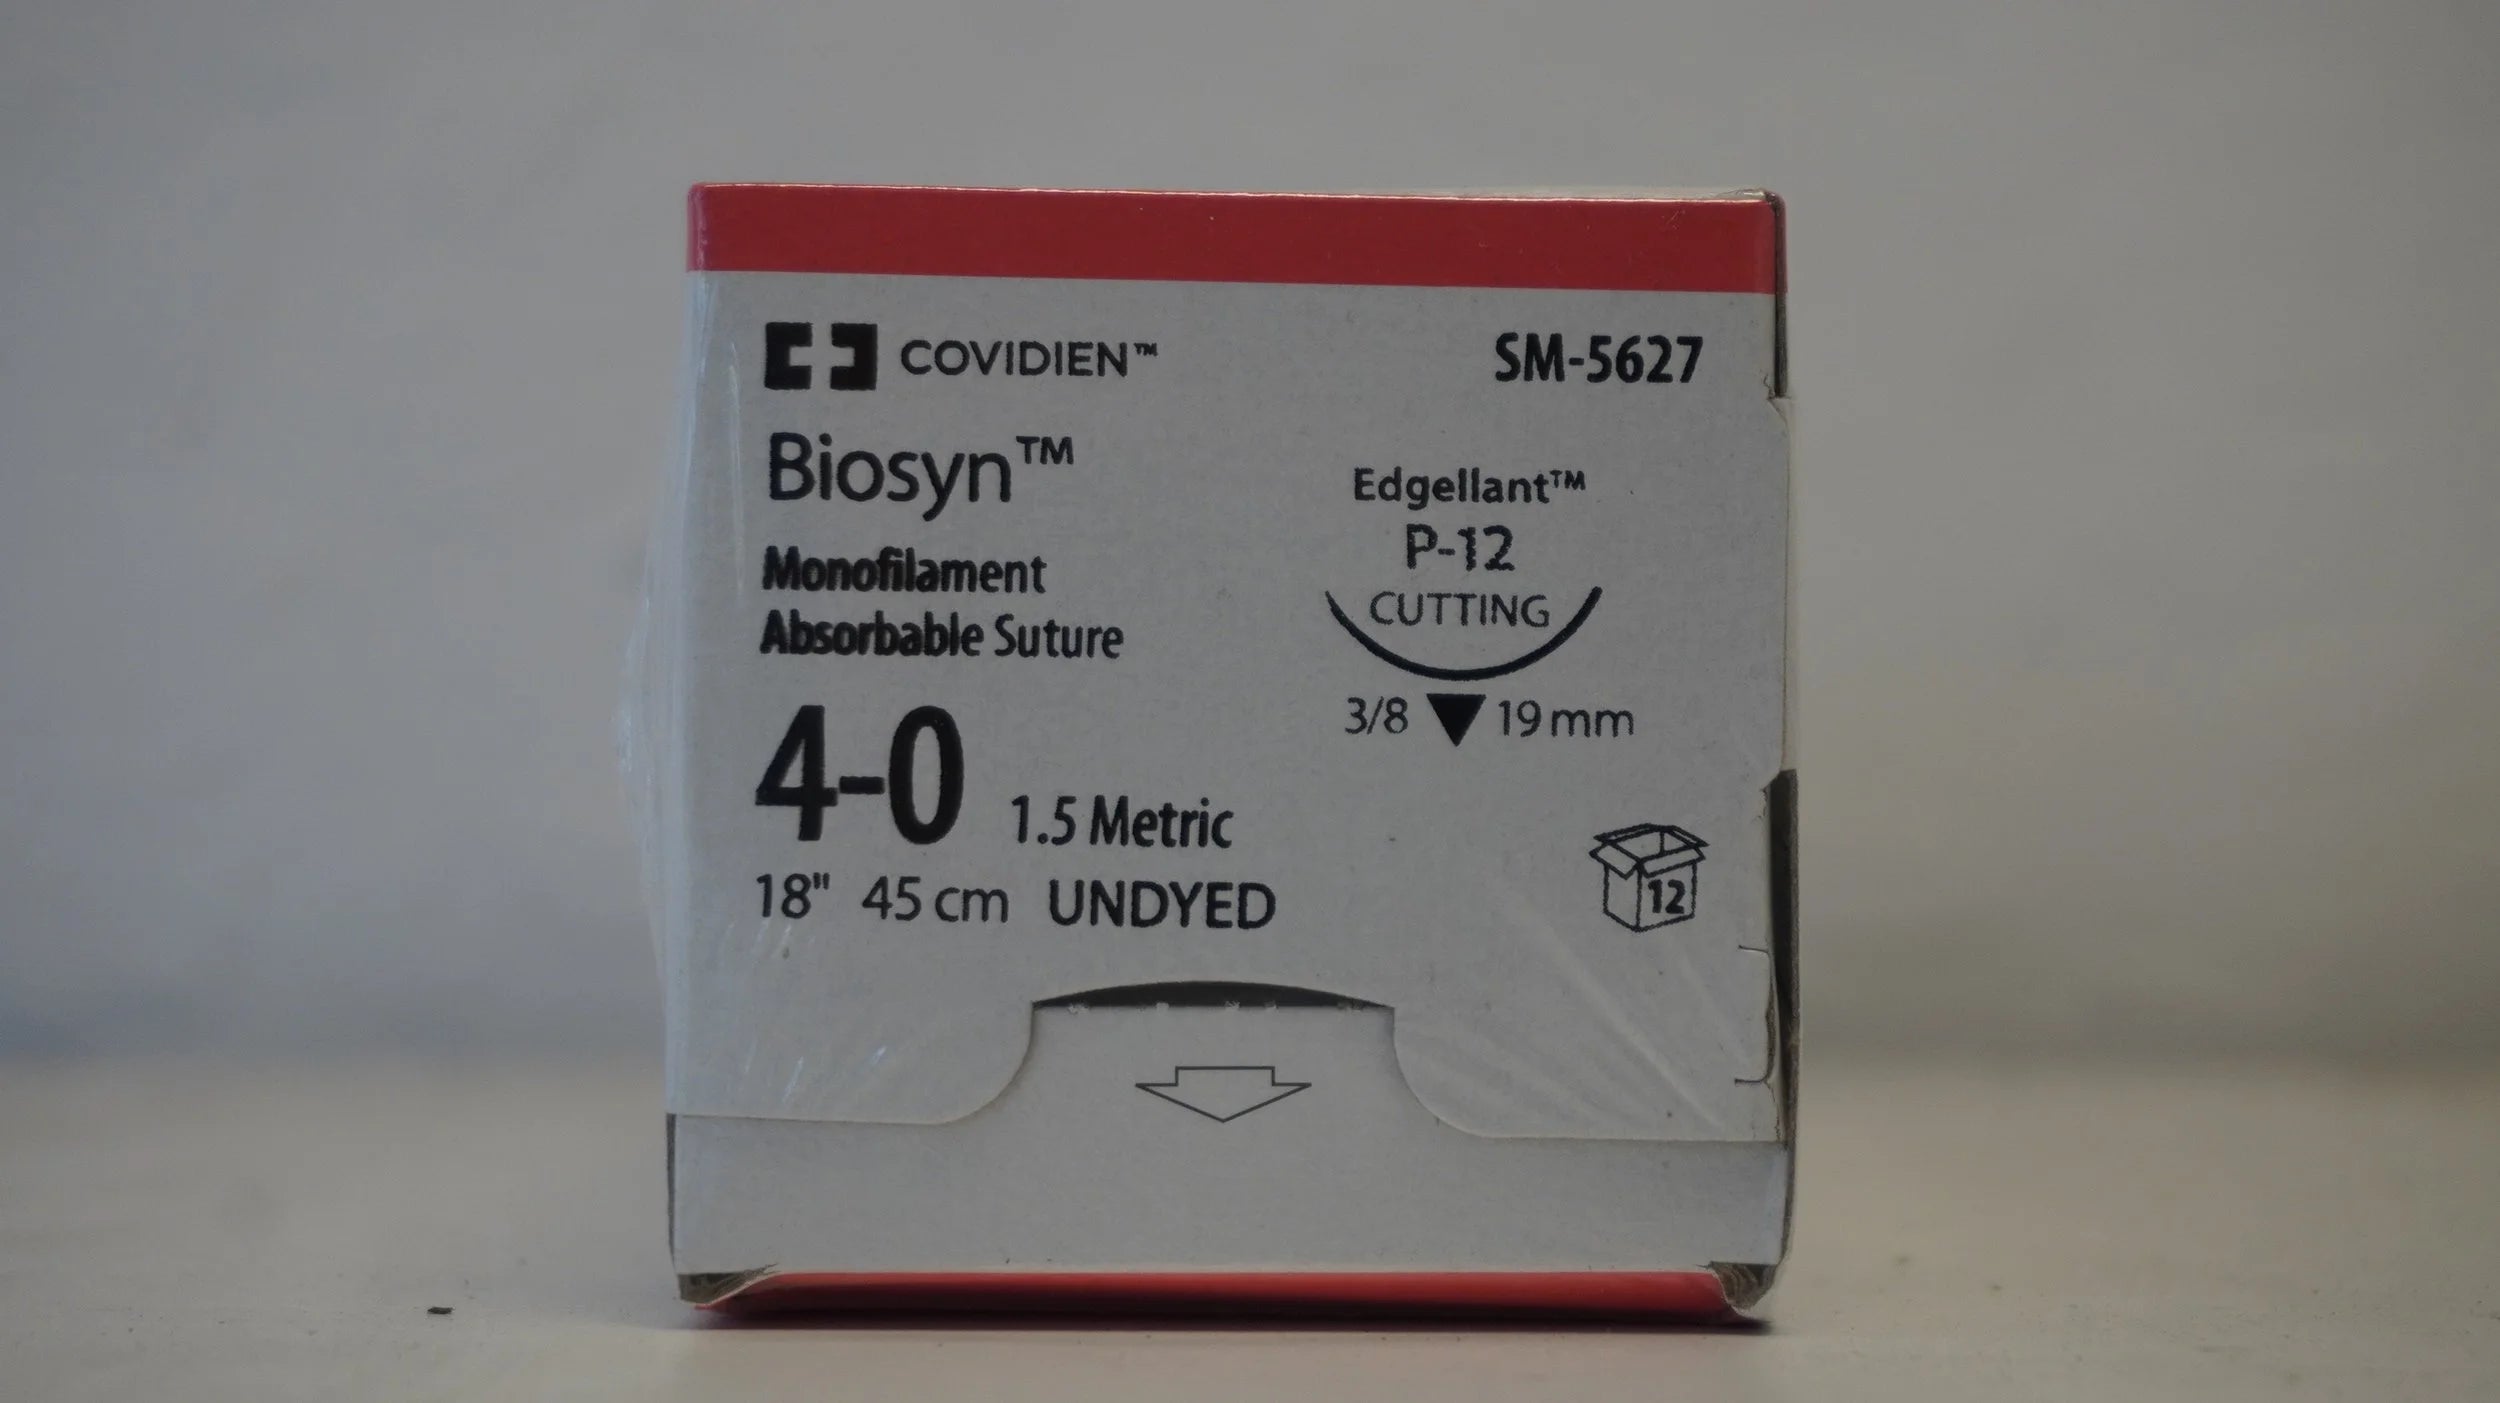 COVIDIEN™
SM-5627
Biosyn™
Monofilament
Absorbable Suture
Edgellant™
P-12
CUTTING
3/8 19 mm
4-0 1.5 Metric
18" 45 cm UNDYED
12